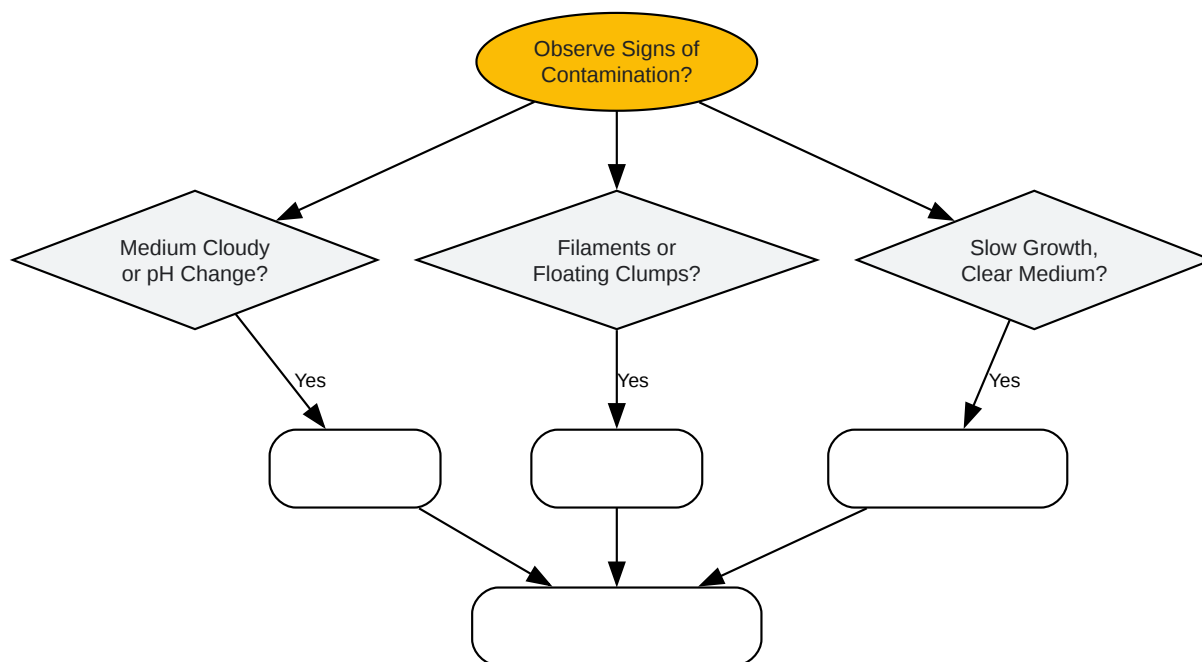 Observe Signs of
Contamination?
Medium Cloudy
or pH Change?
Filaments or
Floating Clumps?
Slow Growth,
Clear Medium?
Yes
Yes
Yes